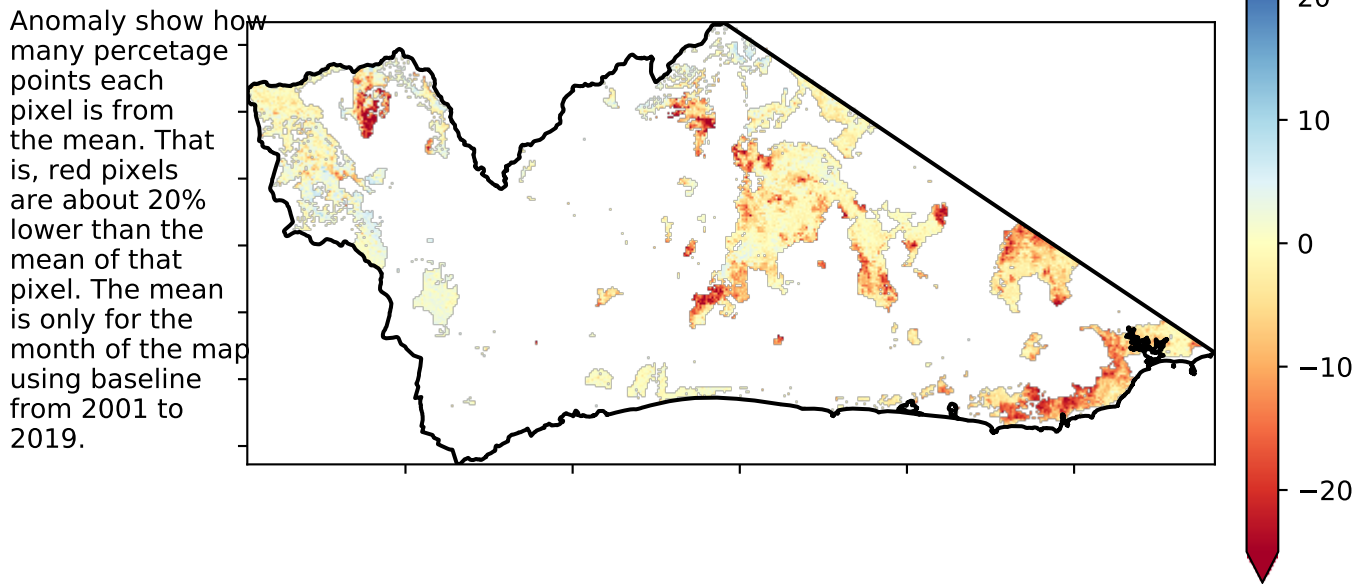 Anomaly show how
many percetage
points each
pixel is from
the mean. That
is, red pixels
are about 20%
lower than the
mean of that
pixel. The mean
is only for the
month of the map
using baseline
from 2001 to
2019.
20
10
0
−10
−20